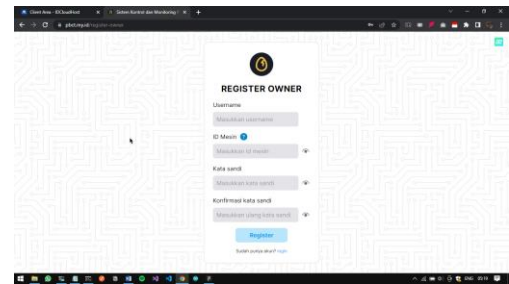 Client Area - IDCloudHost
Sistem Kontrol dan Monitoring
REGISTER OWNER
Username
Masukkan username
ID Mesin
Masukkan id mesin
Kata sandi
Masukkan kata sandi
Konfirmasi kata sandi
Masukkan ulang kata sandi
Register
Sudah punya akun? login